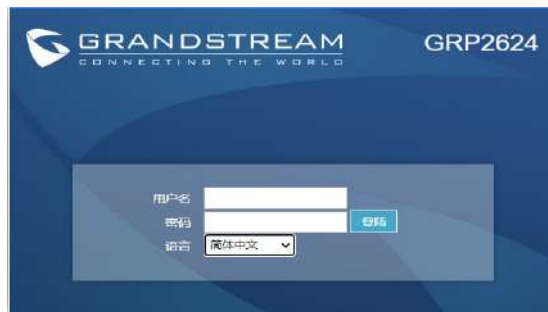 GRANDSTREAM
CONNECTING THE WORLD
GRP2624
用户名
密码 登陆
语言 简体中文